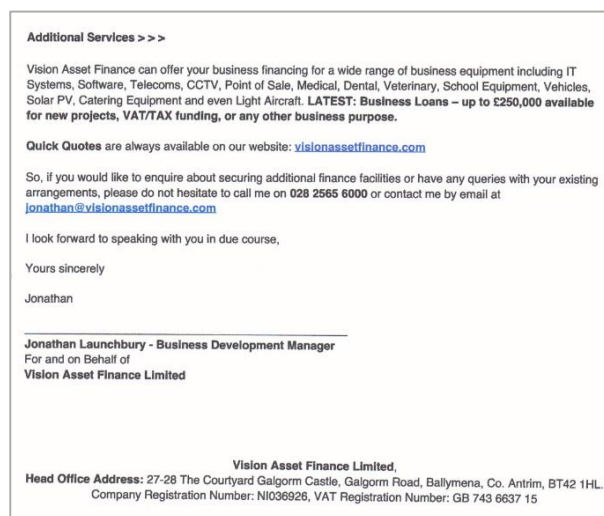 Additional Services > > >
Vision Asset Finance can offer your business financing for a wide range of business equipment including IT
Systems, Software, Telecoms, CCTV, Point of Sale, Medical, Dental, Veterinary, School Equipment, Vehicles,
Solar PV, Catering Equipment and even Light Aircraft. LATEST: Business Loans – up to £250,000 available
for new projects, VAT/TAX funding, or any other business purpose.
Quick Quotes are always available on our website: visionassetfinance.com
So, if you would like to enquire about securing additional finance facilities or have any queries with your existing
arrangements, please do not hesitate to call me on 028 2565 6000 or contact me by email at
jonathan@visionassetfinance.com
I look forward to speaking with you in due course,
Yours sincerely
Jonathan
Jonathan Launchbury - Business Development Manager
For and on Behalf of
Vision Asset Finance Limited
Vision Asset Finance Limited,
Head Office Address: 27-28 The Courtyard Galgorm Castle, Galgorm Road, Ballymena, Co. Antrim, BT42 1HL.
Company Registration Number: NI036926, VAT Registration Number: GB 743 6637 15